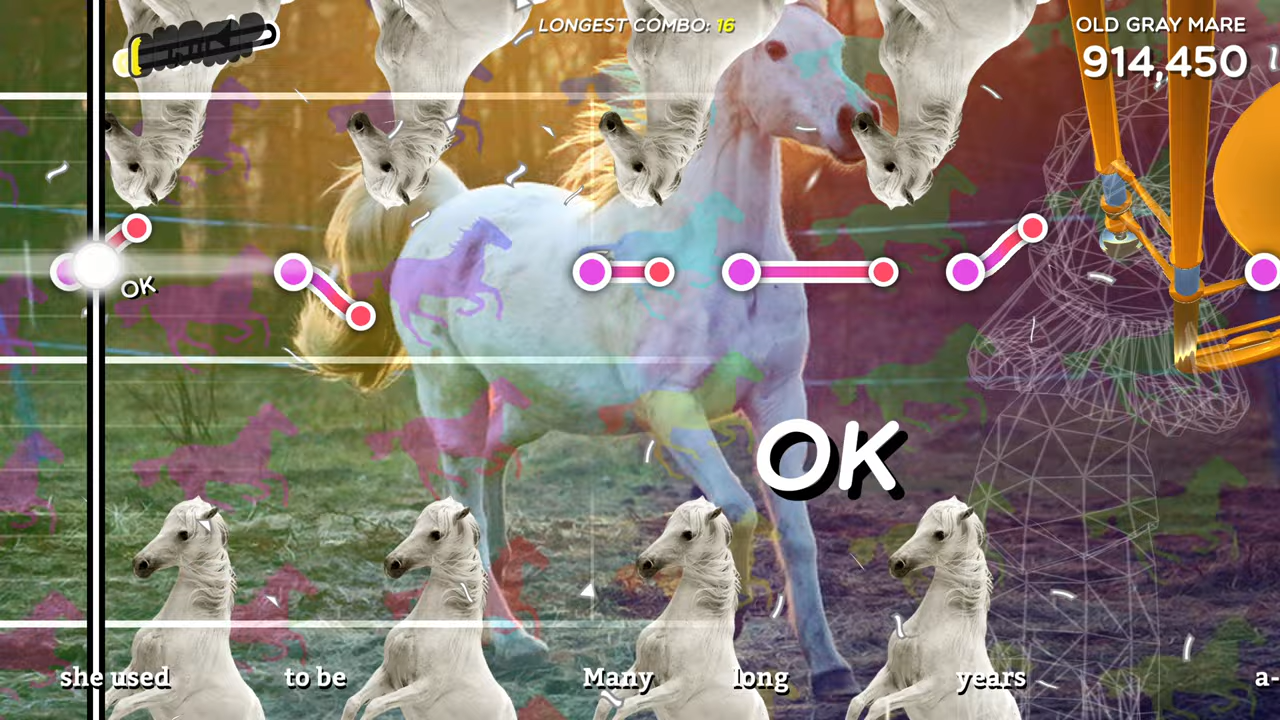 LONGEST COMBO: 16
OLD GRAY MARE
914,450
OK
OK
she used to be Many long years a-